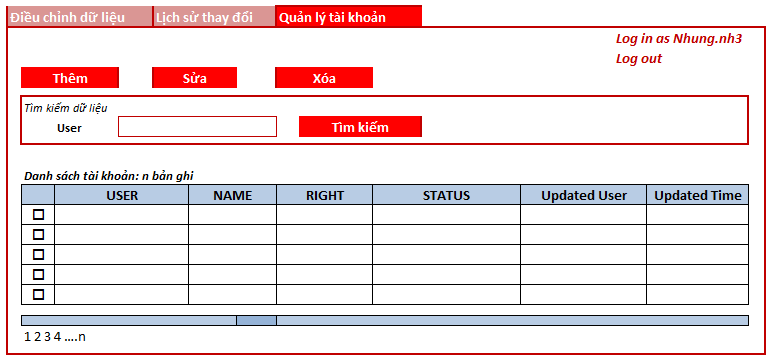 Điều chỉnh dữ liệu Lịch sử thay đổi Quản lý tài khoản
Log in as Nhung.nh3
Log out
Thêm Sửa Xóa
Tìm kiếm dữ liệu
User Tìm kiếm
Danh sách tài khoản: n bản ghi
USER NAME RIGHT STATUS Updated User Updated Time
1 2 3 4 ....n